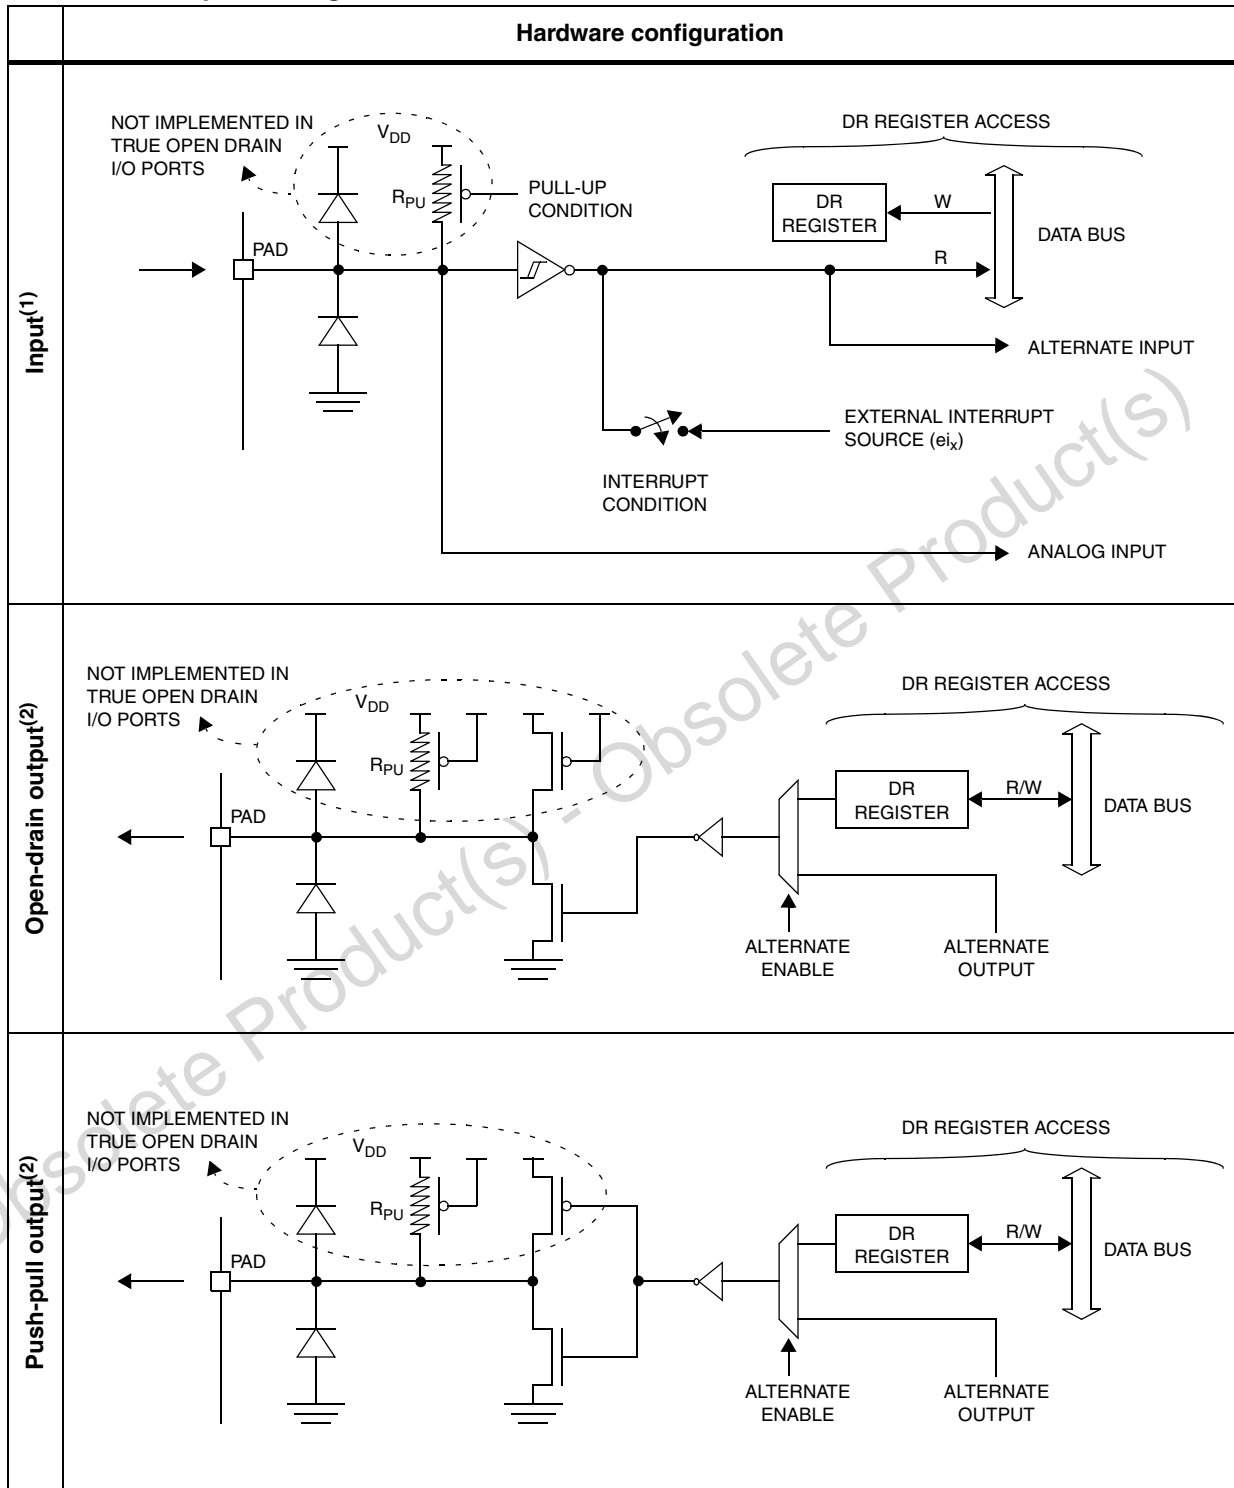 Hardware configuration
Input(1)
NOT IMPLEMENTED IN
TRUE OPEN DRAIN
I/O PORTS
VDD
RPU
PULL-UP
CONDITION
PAD
DR REGISTER ACCESS
DR
REGISTER
W
R
DATA BUS
ALTERNATE INPUT
EXTERNAL INTERRUPT
SOURCE (eix)
INTERRUPT
CONDITION
ANALOG INPUT
Open-drain output(2)
NOT IMPLEMENTED IN
TRUE OPEN DRAIN
I/O PORTS
VDD
RPU
PAD
DR REGISTER ACCESS
DR
REGISTER
R/W
DATA BUS
ALTERNATE
ENABLE
ALTERNATE
OUTPUT
Push-pull output(2)
NOT IMPLEMENTED IN
TRUE OPEN DRAIN
I/O PORTS
VDD
RPU
PAD
DR REGISTER ACCESS
DR
REGISTER
R/W
DATA BUS
ALTERNATE
ENABLE
ALTERNATE
OUTPUT
Obsolete Product(s) - Obsolete Product(s)